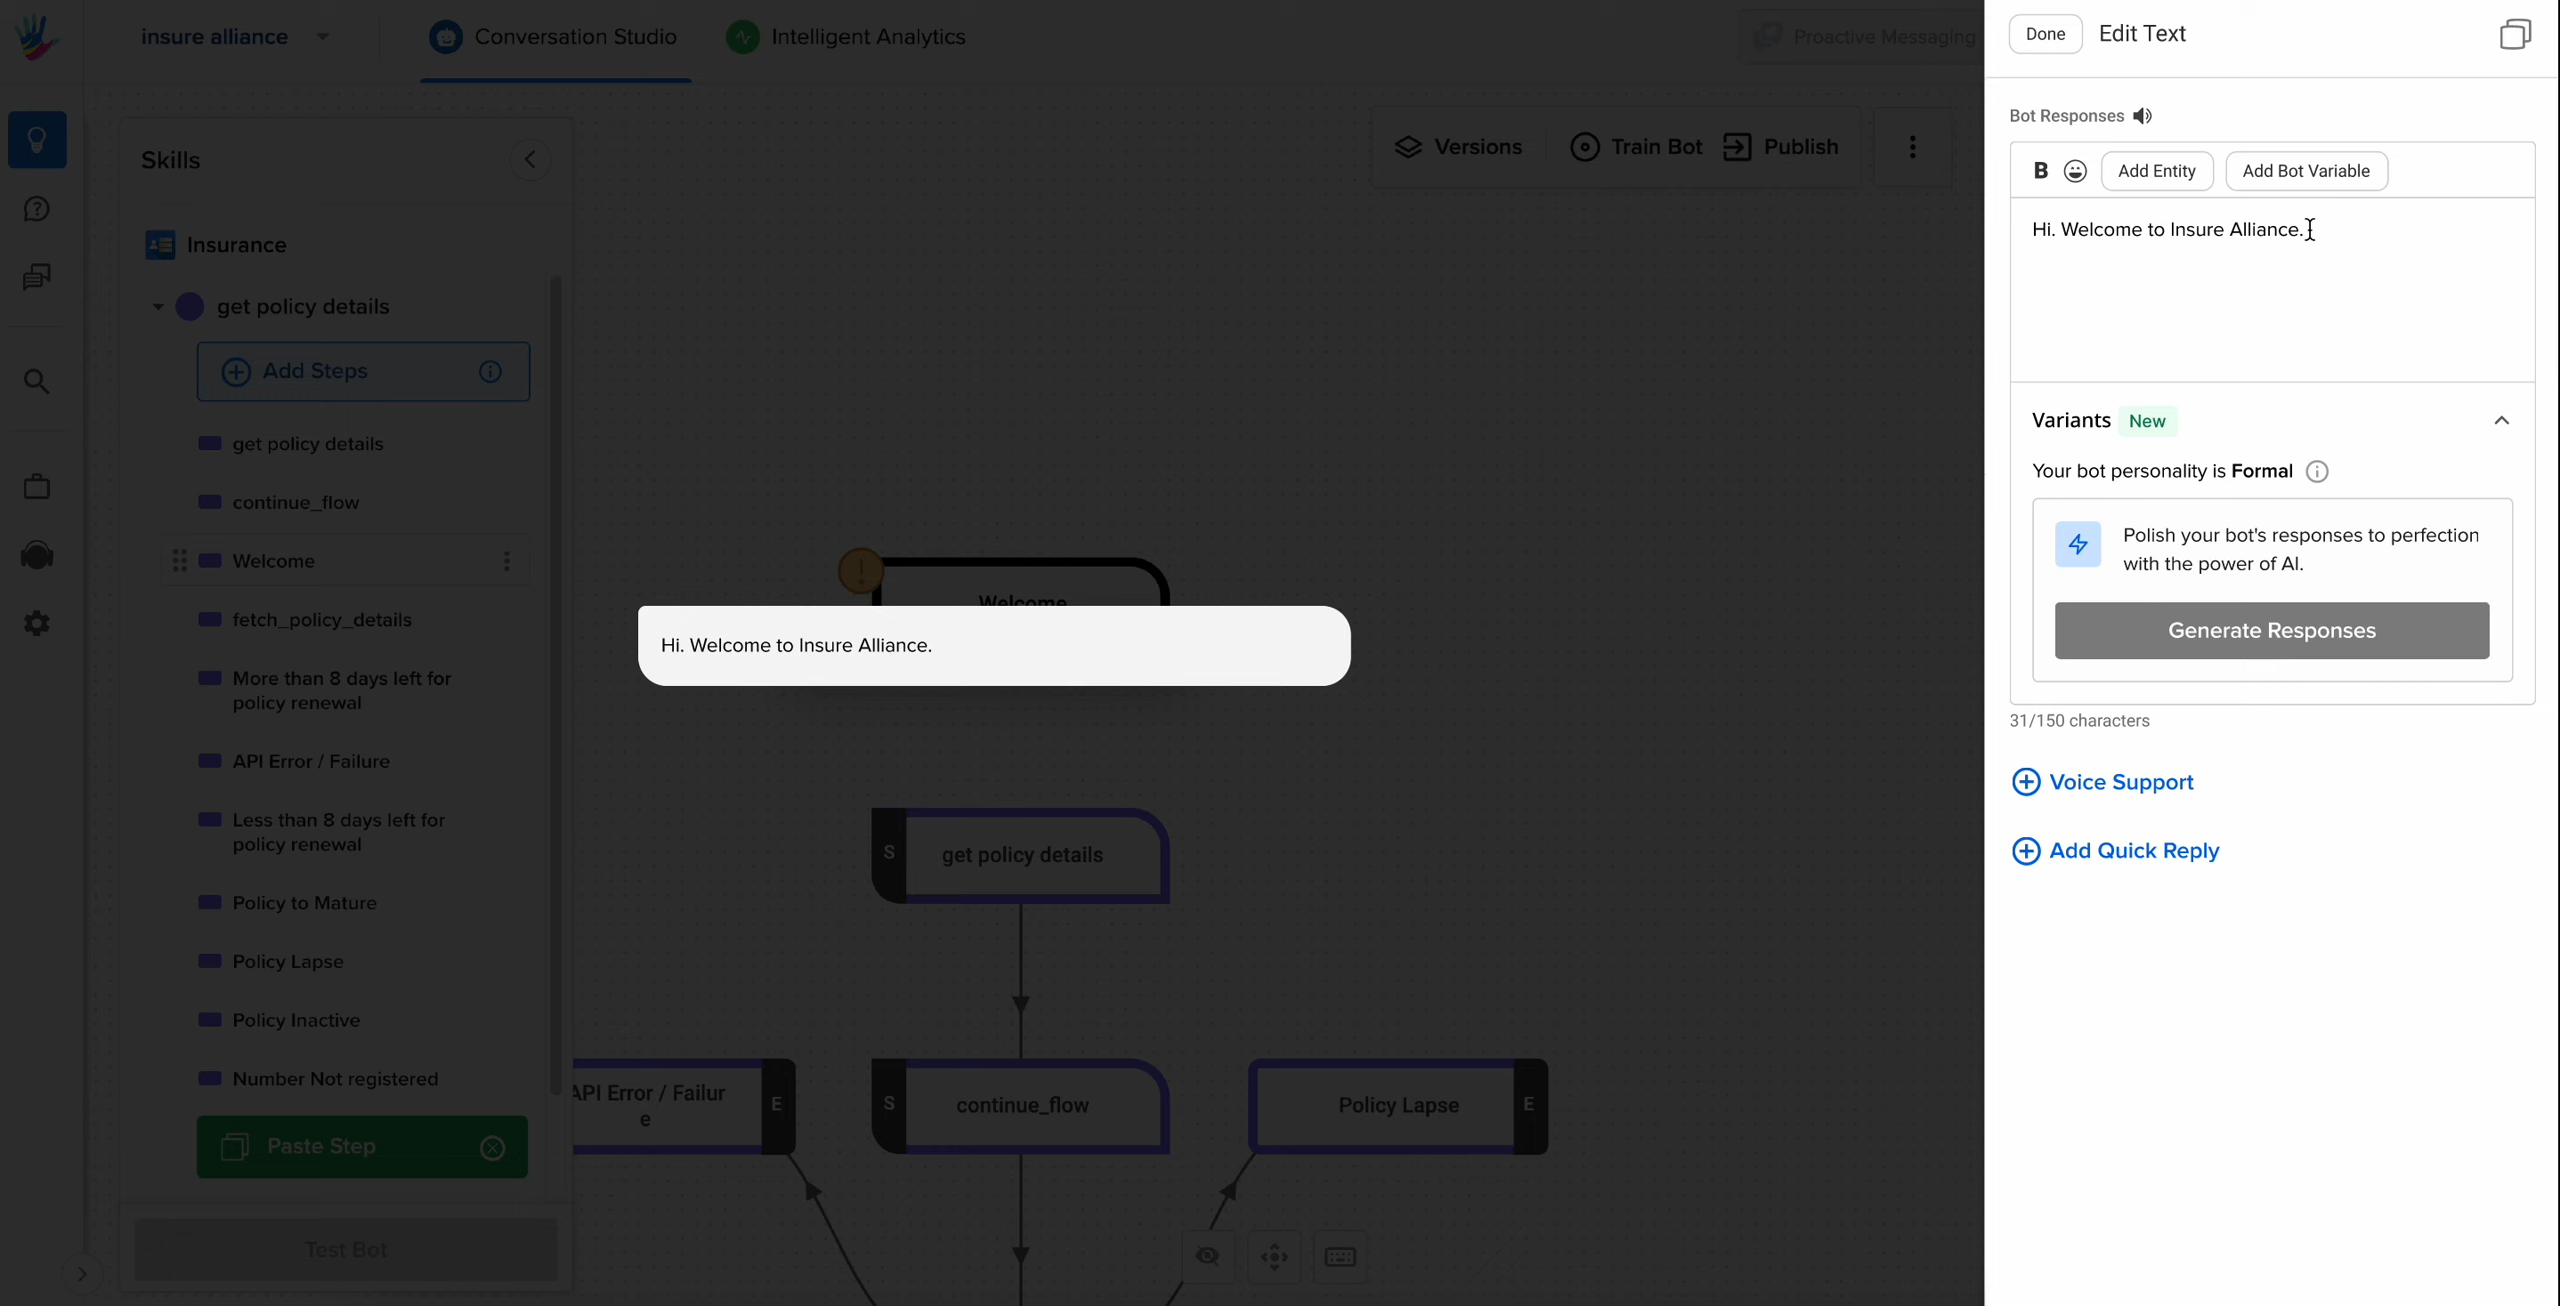 insure alliance
Conversation Studio
Intelligent Analytics
Proactive Messaging
Done
Edit Text
Skills
Versions
Train Bot
Publish
Insurance
get policy details
Add Steps
get policy details
continue_flow
Welcome
fetch_policy_details
More than 8 days left for
policy renewal
API Error / Failure
Less than 8 days left for
policy renewal
Policy to Mature
Policy Lapse
Policy Inactive
Number Not registered
Paste Step
Test Bot
Welcome
Hi. Welcome to Insure Alliance.
S
get policy details
API Error / Failur
e
E
S
continue_flow
Policy Lapse
E
Bot Responses
B
Add Entity
Add Bot Variable
Hi. Welcome to Insure Alliance.
Variants
New
Your bot personality is Formal
Polish your bot's responses to perfection
with the power of AI.
Generate Responses
31/150 characters
Voice Support
Add Quick Reply